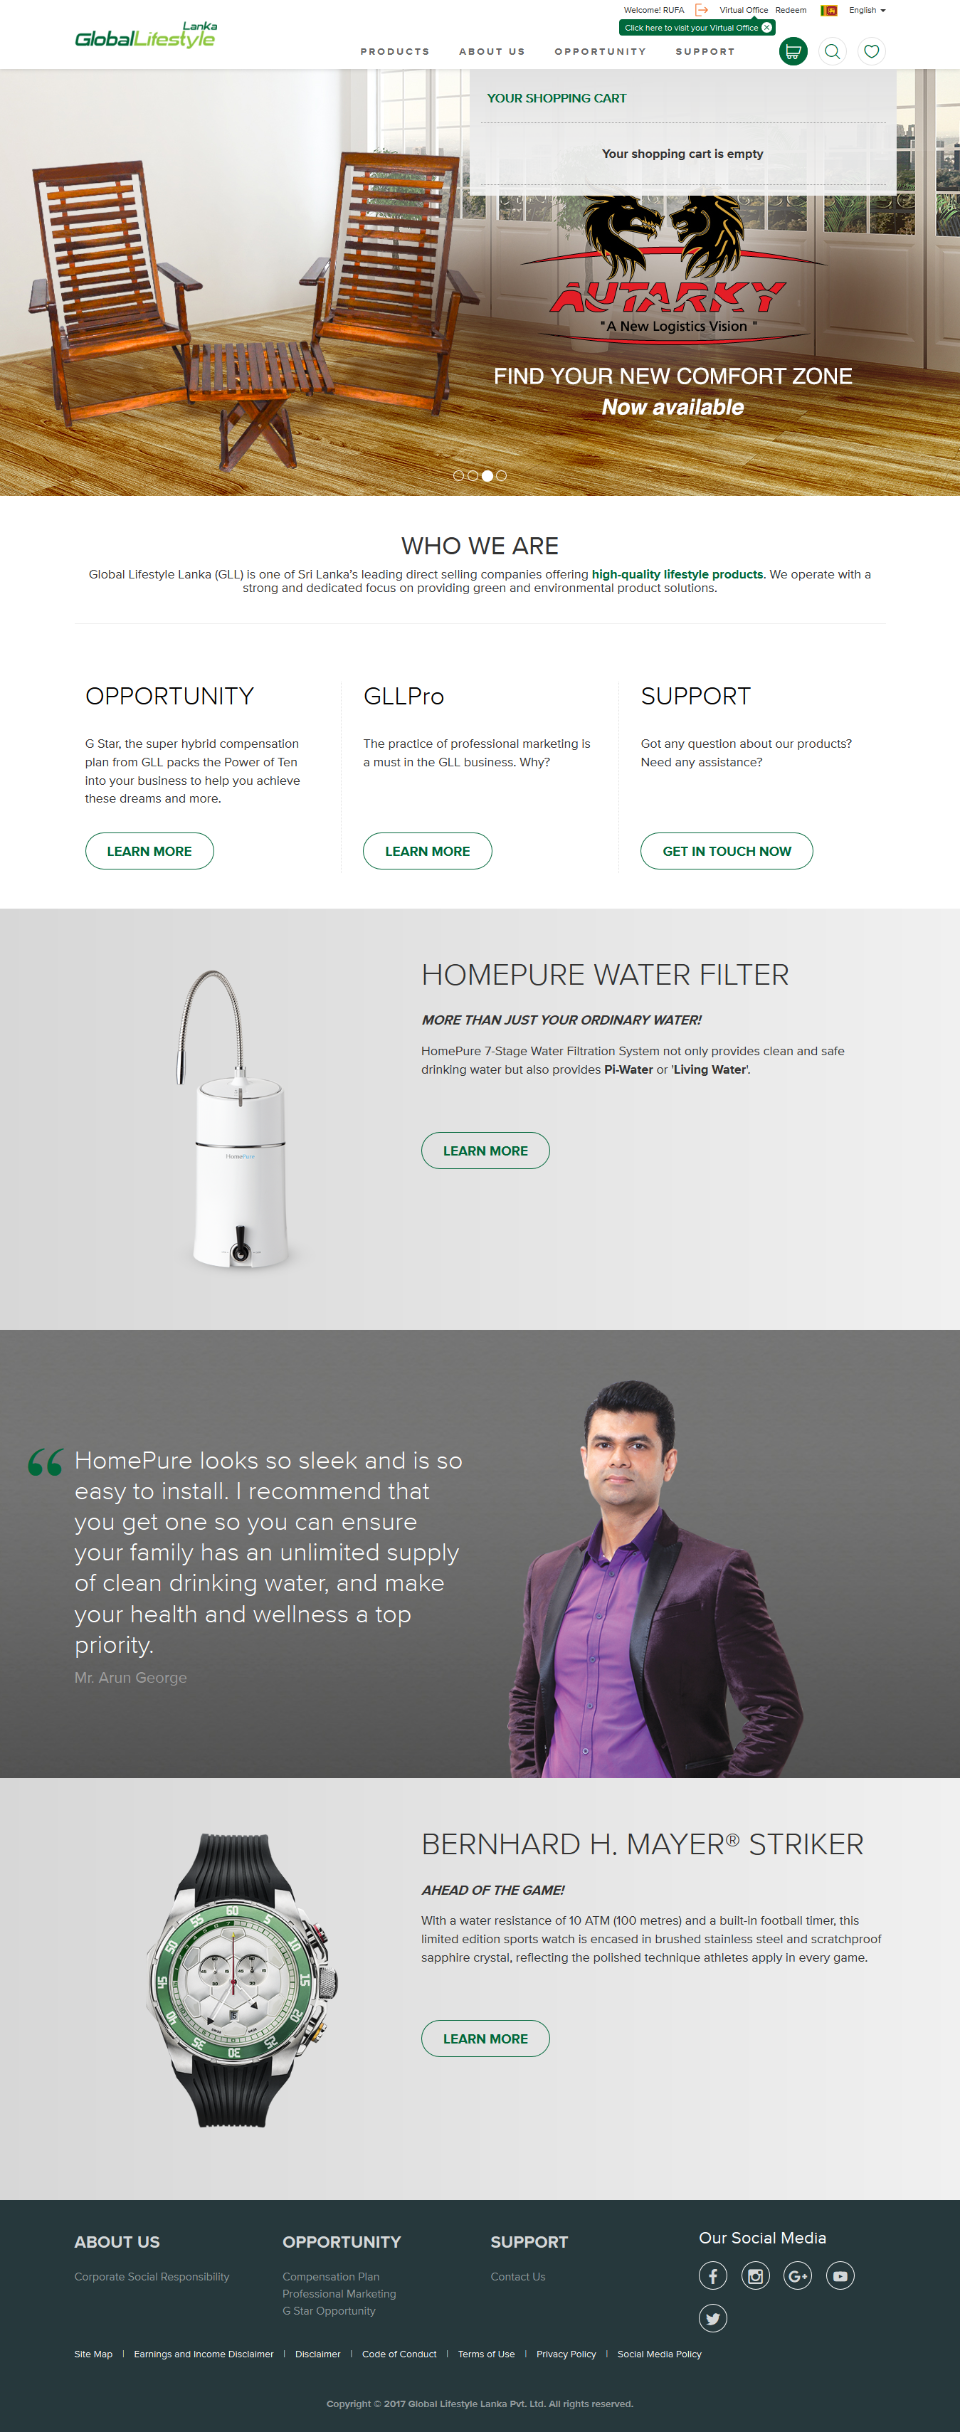 Welcome! RUFA
Virtual Office
Redeem
English
Click here to visit your Virtual Office
Lanka
GlobalLifestyle
PRODUCTS
ABOUT US
OPPORTUNITY
SUPPORT
YOUR SHOPPING CART
Your shopping cart is empty
AUTARKY
"A New Logistics Vision "
FIND YOUR NEW COMFORT ZONE
Now available
WHO WE ARE
Global Lifestyle Lanka (GLL) is one of Sri Lanka's leading direct selling companies offering high-quality lifestyle products. We operate with a
strong and dedicated focus on providing green and environmental product solutions.
OPPORTUNITY
G Star, the super hybrid compensation
plan from GLL packs the Power of Ten
into your business to help you achieve
these dreams and more.
LEARN MORE
GLLPro
The practice of professional marketing is
a must in the GLL business. Why?
LEARN MORE
SUPPORT
Got any question about our products?
Need any assistance?
GET IN TOUCH NOW
HomePure
HOMEPURE WATER FILTER
MORE THAN JUST YOUR ORDINARY WATER!
HomePure 7-Stage Water Filtration System not only provides clean and safe
drinking water but also provides Pi-Water or 'Living Water'.
LEARN MORE
“ HomePure looks so sleek and is so
easy to install. I recommend that
you get one so you can ensure
your family has an unlimited supply
of clean drinking water, and make
your health and wellness a top
priority.
Mr. Arun George
60
5
10
15
20
25
30
35
40
45
50
55
BERNHARD H. MAYER® STRIKER
AHEAD OF THE GAME!
With a water resistance of 10 ATM (100 metres) and a built-in football timer, this
limited edition sports watch is encased in brushed stainless steel and scratchproof
sapphire crystal, reflecting the polished technique athletes apply in every game.
LEARN MORE
ABOUT US
Corporate Social Responsibility
OPPORTUNITY
Compensation Plan
Professional Marketing
G Star Opportunity
SUPPORT
Contact Us
Our Social Media
Site Map | Earnings and Income Disclaimer | Disclaimer | Code of Conduct | Terms of Use | Privacy Policy | Social Media Policy
Copyright © 2017 Global Lifestyle Lanka Pvt. Ltd. All rights reserved.